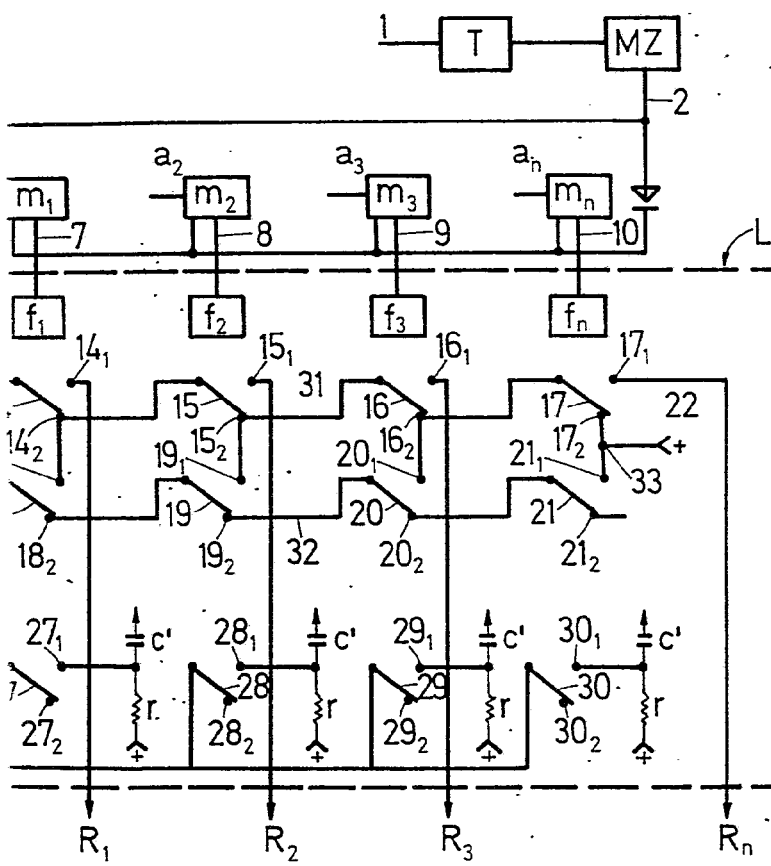 1 T MZ
2
a₂ a₃ aₙ
m₁ m₂ m₃ mₙ
7 8 9 10 L
f₁ f₂ f₃ fₙ
14₁ 15₁ 16₁ 17₁
31
15 16 17 22
14₂ 15₂ 16₂ 17₂ +
19₁ 20₁ 21₁ 33
19 20 21
18₂ 19₂ 32 20₂ 21₂
27₁ c' 28₁ c' 29₁ c' 30₁ c'
28 29 30
27₂ r 28₂ r 29₂ r 30₂ r
+ + + +
R₁ R₂ R₃ Rₙ